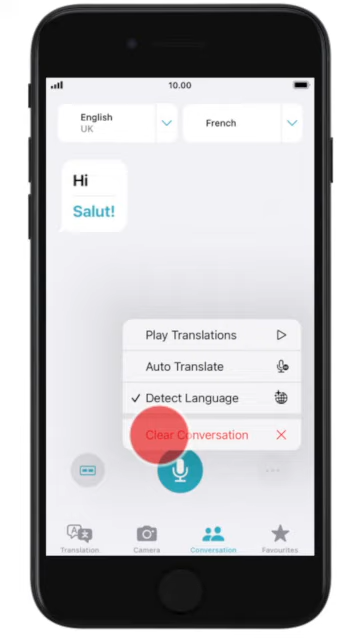 10.00
English
UK
French
Hi
Salut!
Play Translations
Auto Translate
Detect Language
Clear Conversation
Translation
Camera
Conversation
Favourites